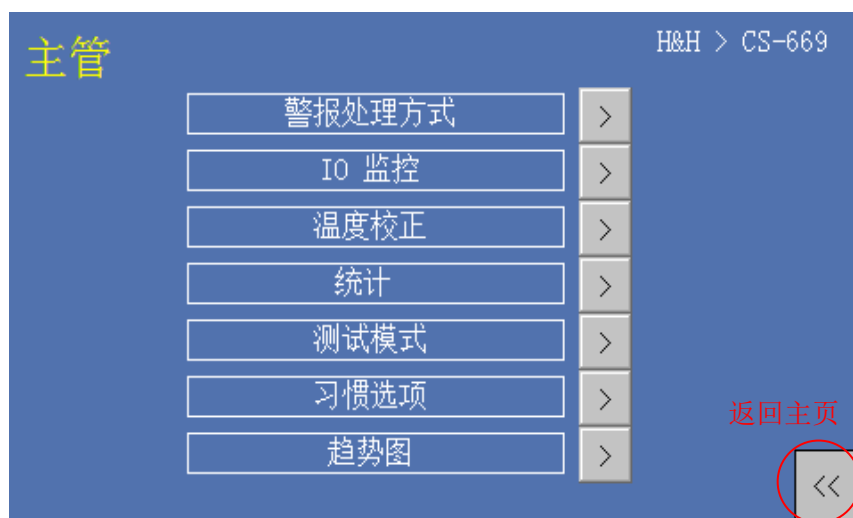 主管
H&H > CS-669
警报处理方式 >
IO 监控 >
温度校正 >
统计 >
测试模式 >
习惯选项 >
趋势图 >
返回主页
<<